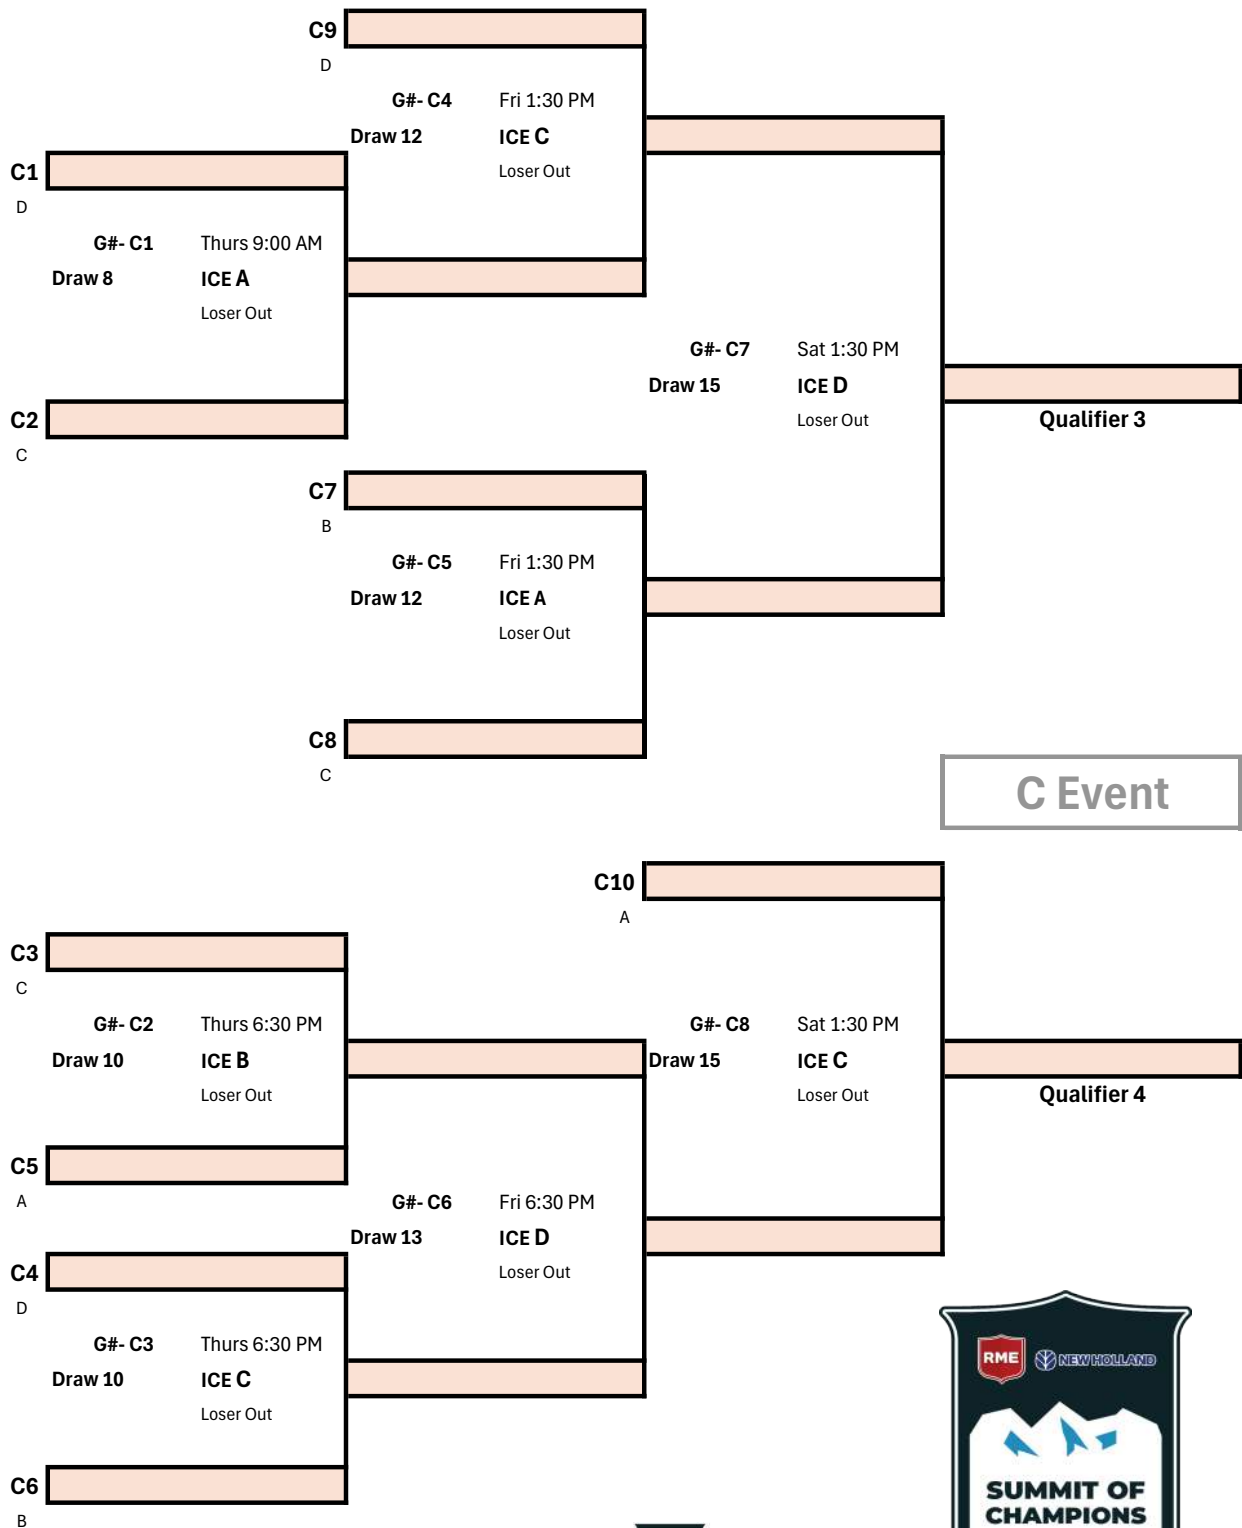 C9
D
G#- C4 Fri 1:30 PM
Draw 12 ICE C
Loser Out
C1
D
G#- C1 Thurs 9:00 AM
Draw 8 ICE A
Loser Out
C2
C
G#- C7 Sat 1:30 PM
Draw 15 ICE D
Loser Out
Qualifier 3
C7
B
G#- C5 Fri 1:30 PM
Draw 12 ICE A
Loser Out
C8
C
C Event
C10
A
C3
C
G#- C2 Thurs 6:30 PM
Draw 10 ICE B
Loser Out
C5
A
G#- C8 Sat 1:30 PM
Draw 15 ICE C
Loser Out
Qualifier 4
G#- C6 Fri 6:30 PM
Draw 13 ICE D
Loser Out
C4
D
G#- C3 Thurs 6:30 PM
Draw 10 ICE C
Loser Out
C6
B
RME NEW HOLLAND
SUMMIT OF
CHAMPIONS